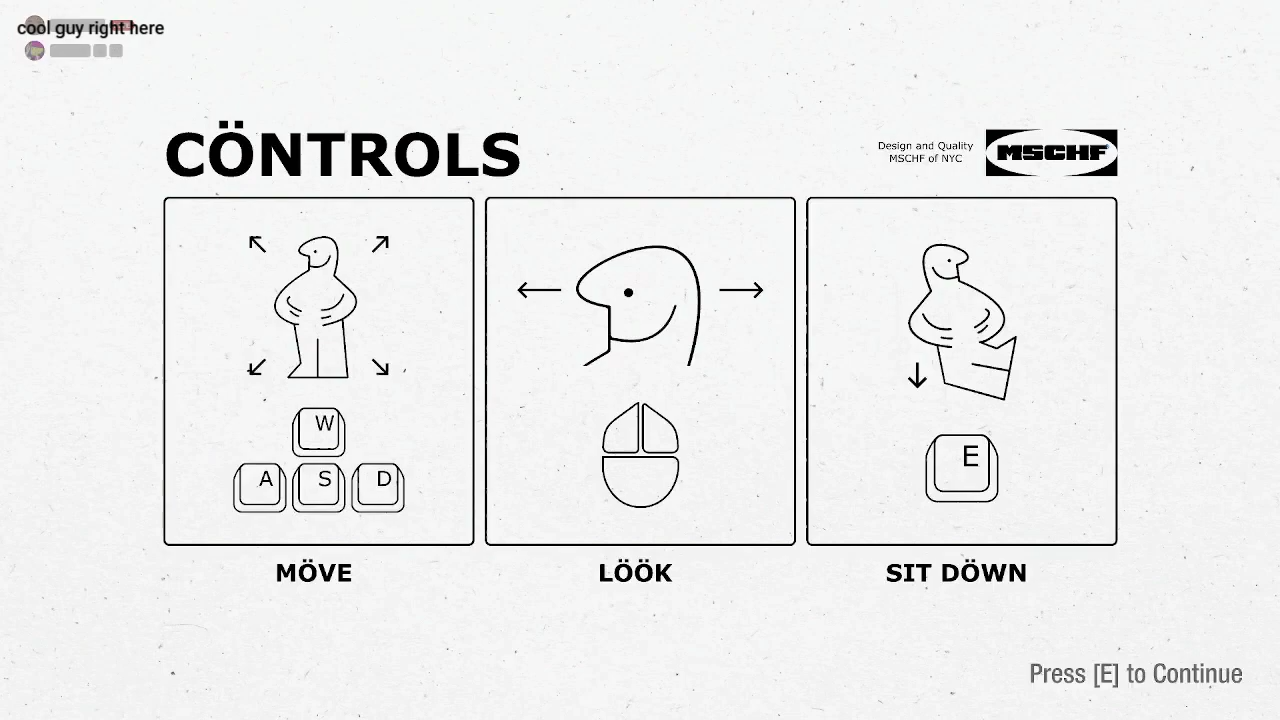 cool guy right here
CÖNTROLS
Design and Quality
MSCHF of NYC
MSCHF
W
A S D
E
MÖVE
LÖÖK
SIT DÖWN
Press [E] to Continue